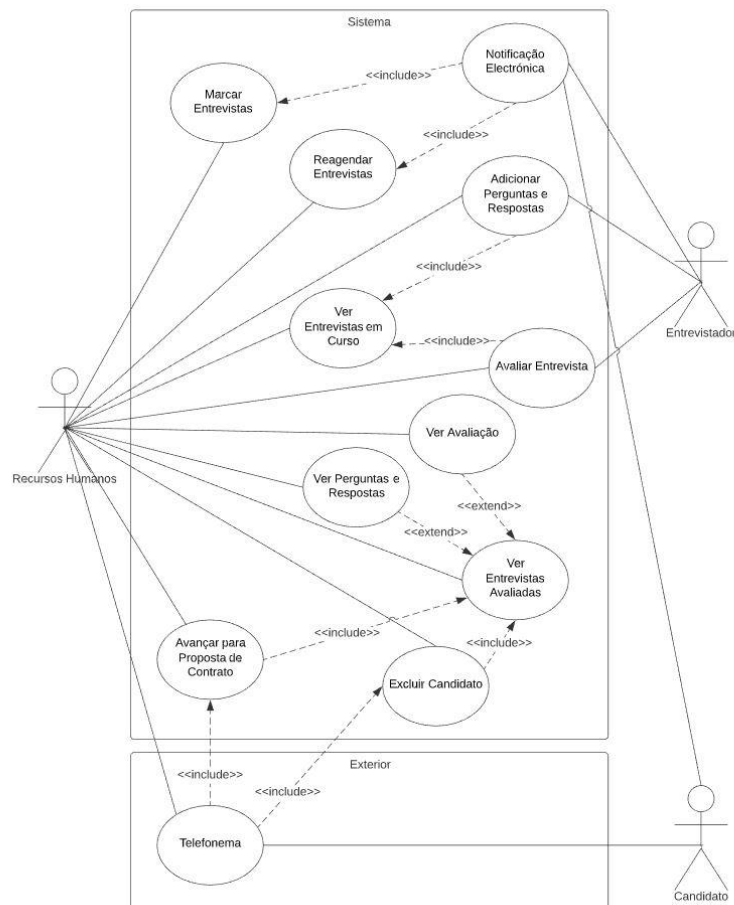 Sistema
Notificação
Electrónica
<<include>>
Marcar
Entrevistas
<<include>>
Reagendar
Entrevistas
Adicionar
Perguntas e
Respostas
<<include>>
Ver
Entrevistas em
Curso
<<include>>
Avaliar Entrevista
Entrevistador
Ver Avaliação
Recursos Humanos
Ver Perguntas e
Respostas
<<extend>>
<<extend>>
Ver
Entrevistas
Avaliadas
<<include>>
<<include>>
Avançar para
Proposta de
Contrato
Excluir Candidato
Exterior
<<include>>
<<include>>
Telefonema
Candidato